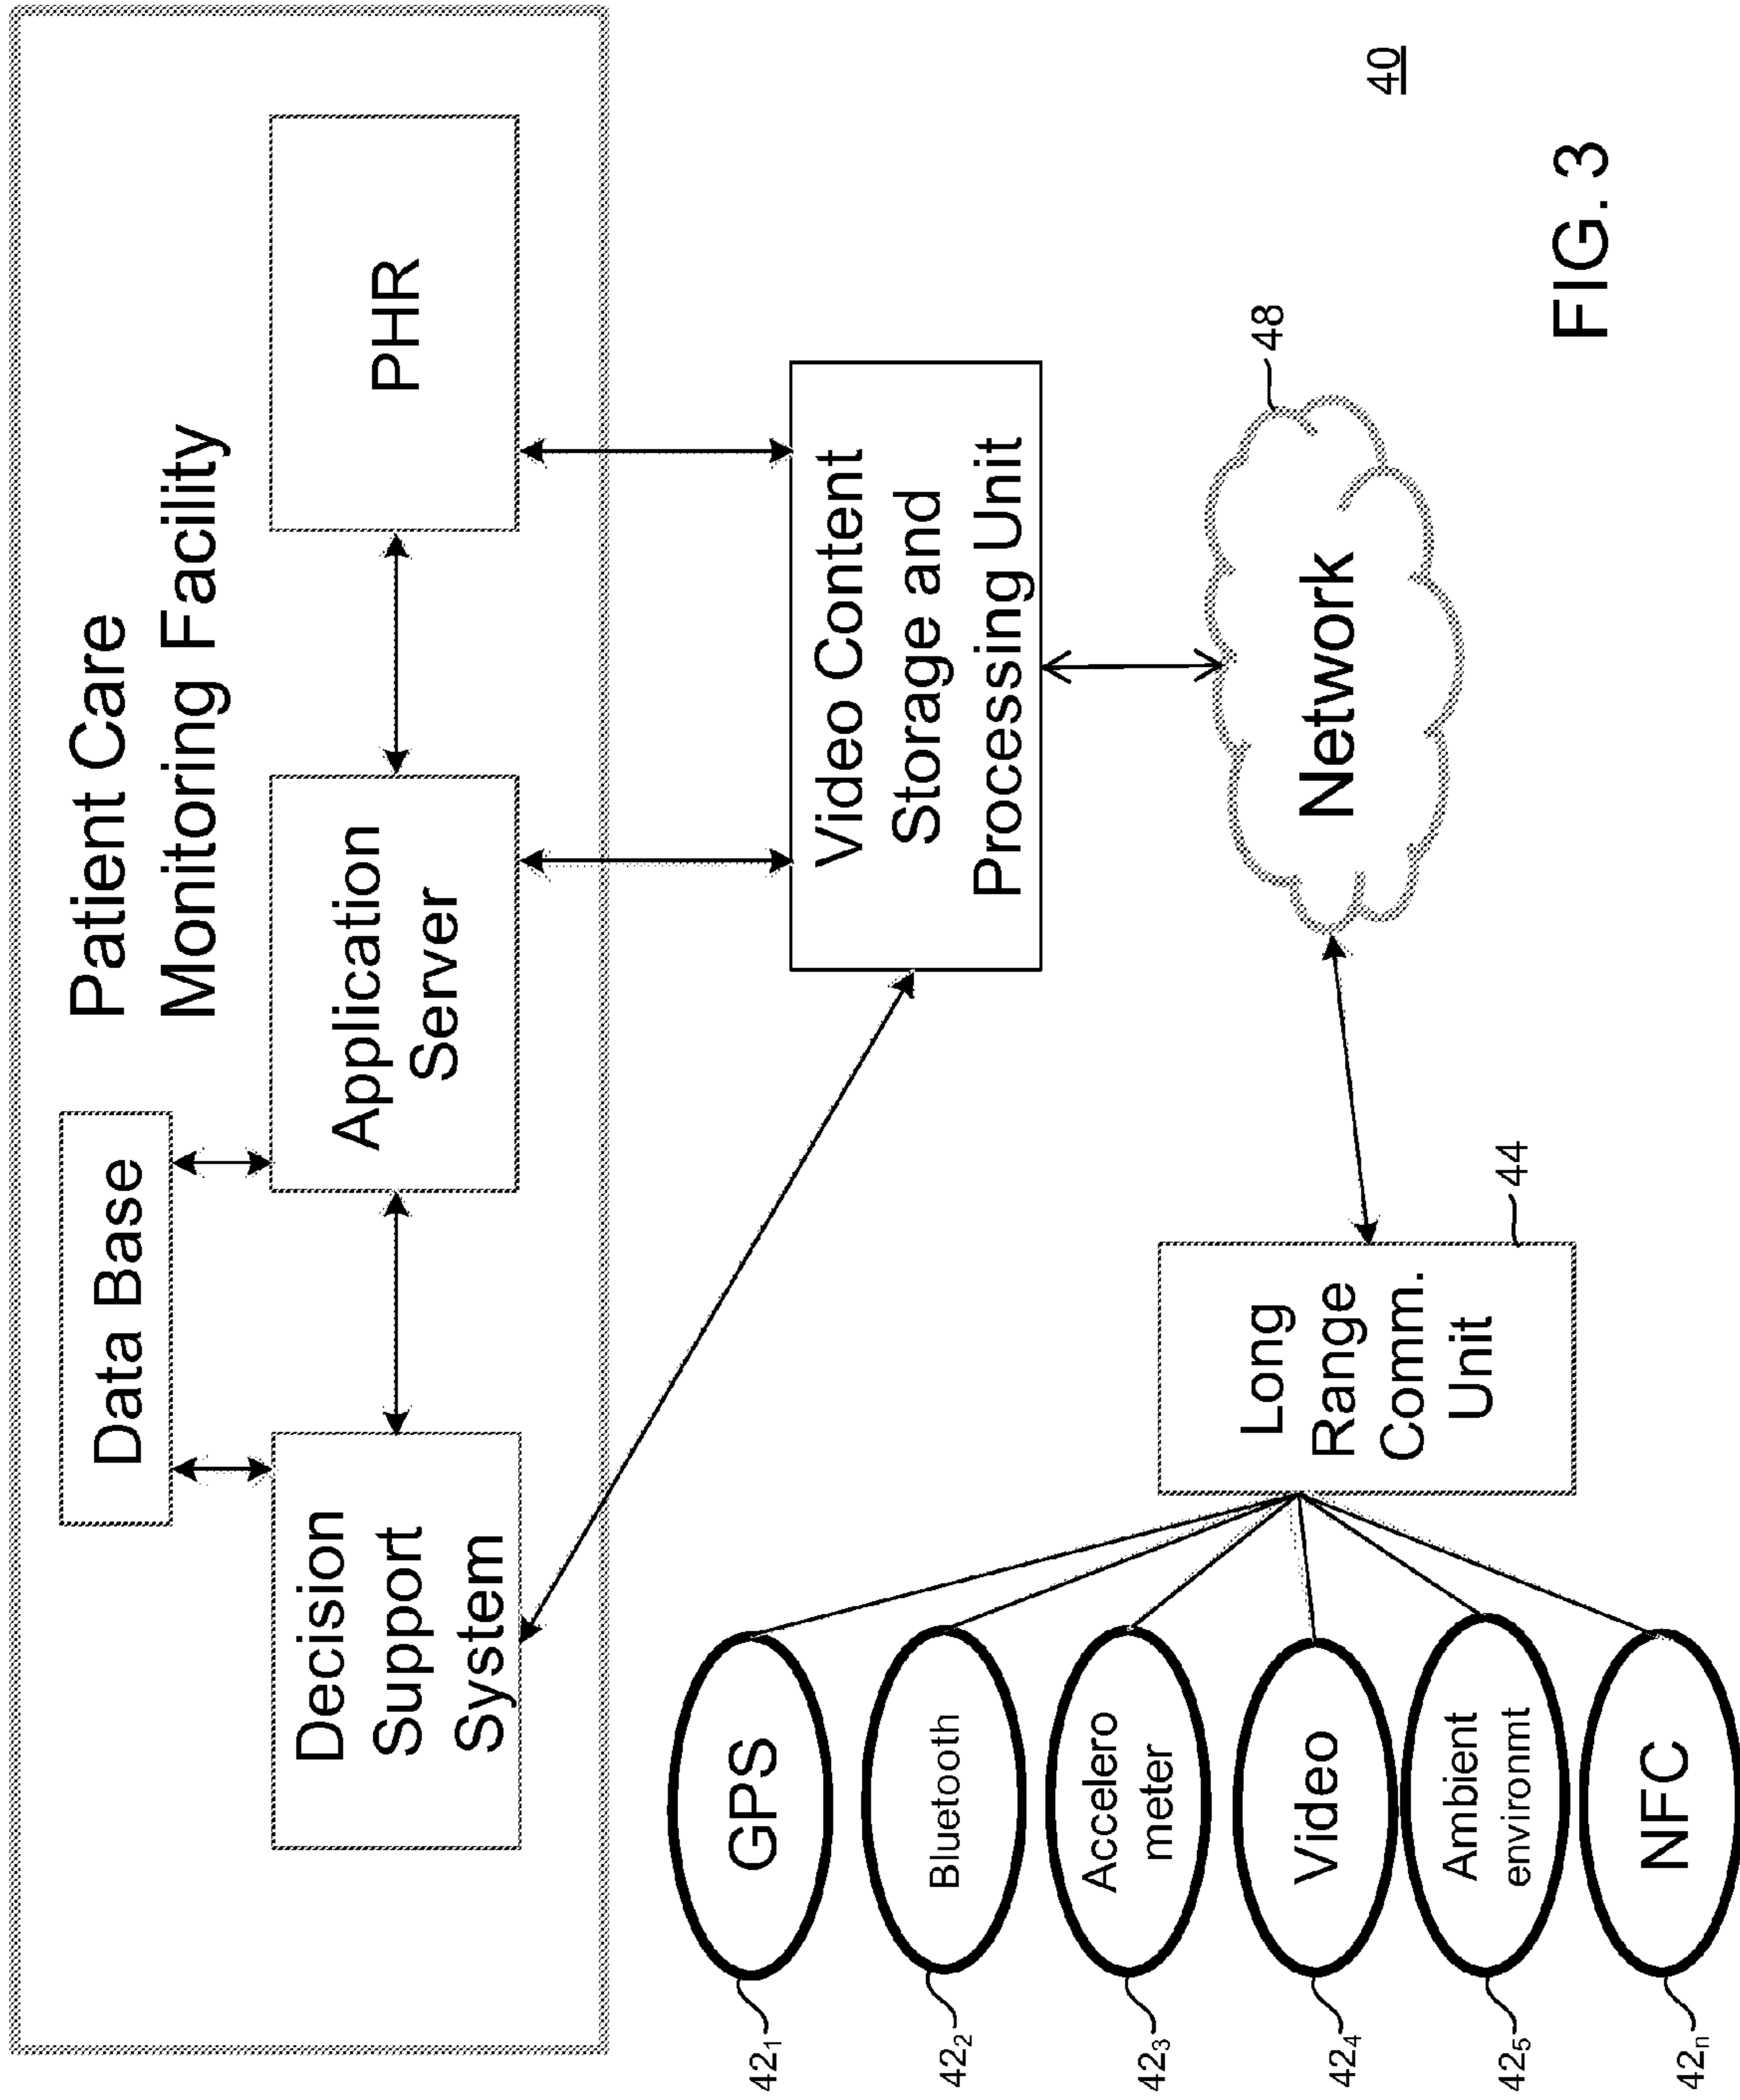 Patient Care
Monitoring Facility
Data Base
Decision
Support
System
Application
Server
PHR
Video Content
Storage and
Processing Unit
GPS
Bluetooth
Accelero
meter
Video
Ambient
environmt
NFC
42₁
42₂
42₃
42₄
42₅
42ₙ
Long
Range
Comm.
Unit
44
Network
48
40
FIG. 3